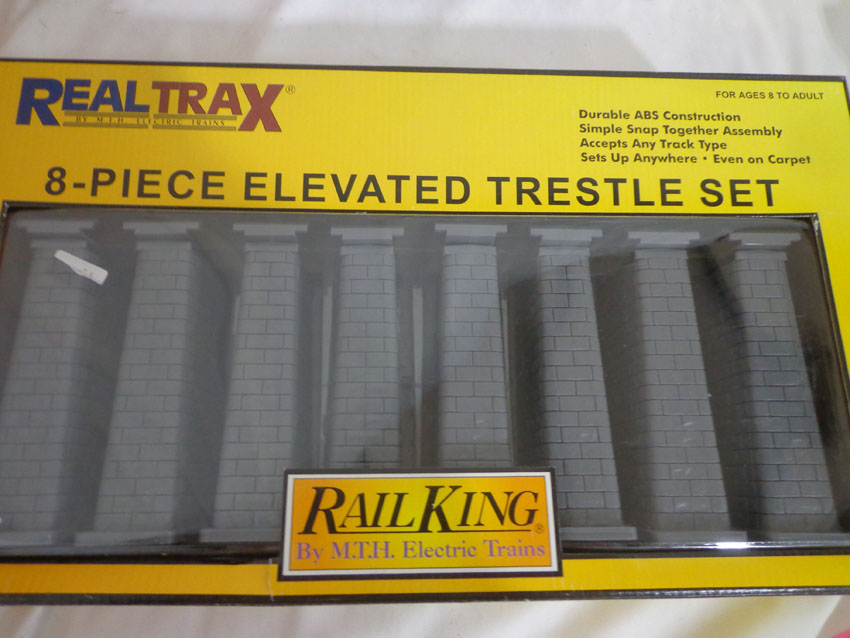 REALTRAX®
BY M.T.H. ELECTRIC TRAINS
FOR AGES 8 TO ADULT
Durable ABS Construction
Simple Snap Together Assembly
Accepts Any Track Type
Sets Up Anywhere • Even on Carpet
8-PIECE ELEVATED TRESTLE SET
RAILKING®
By M.T.H. Electric Trains